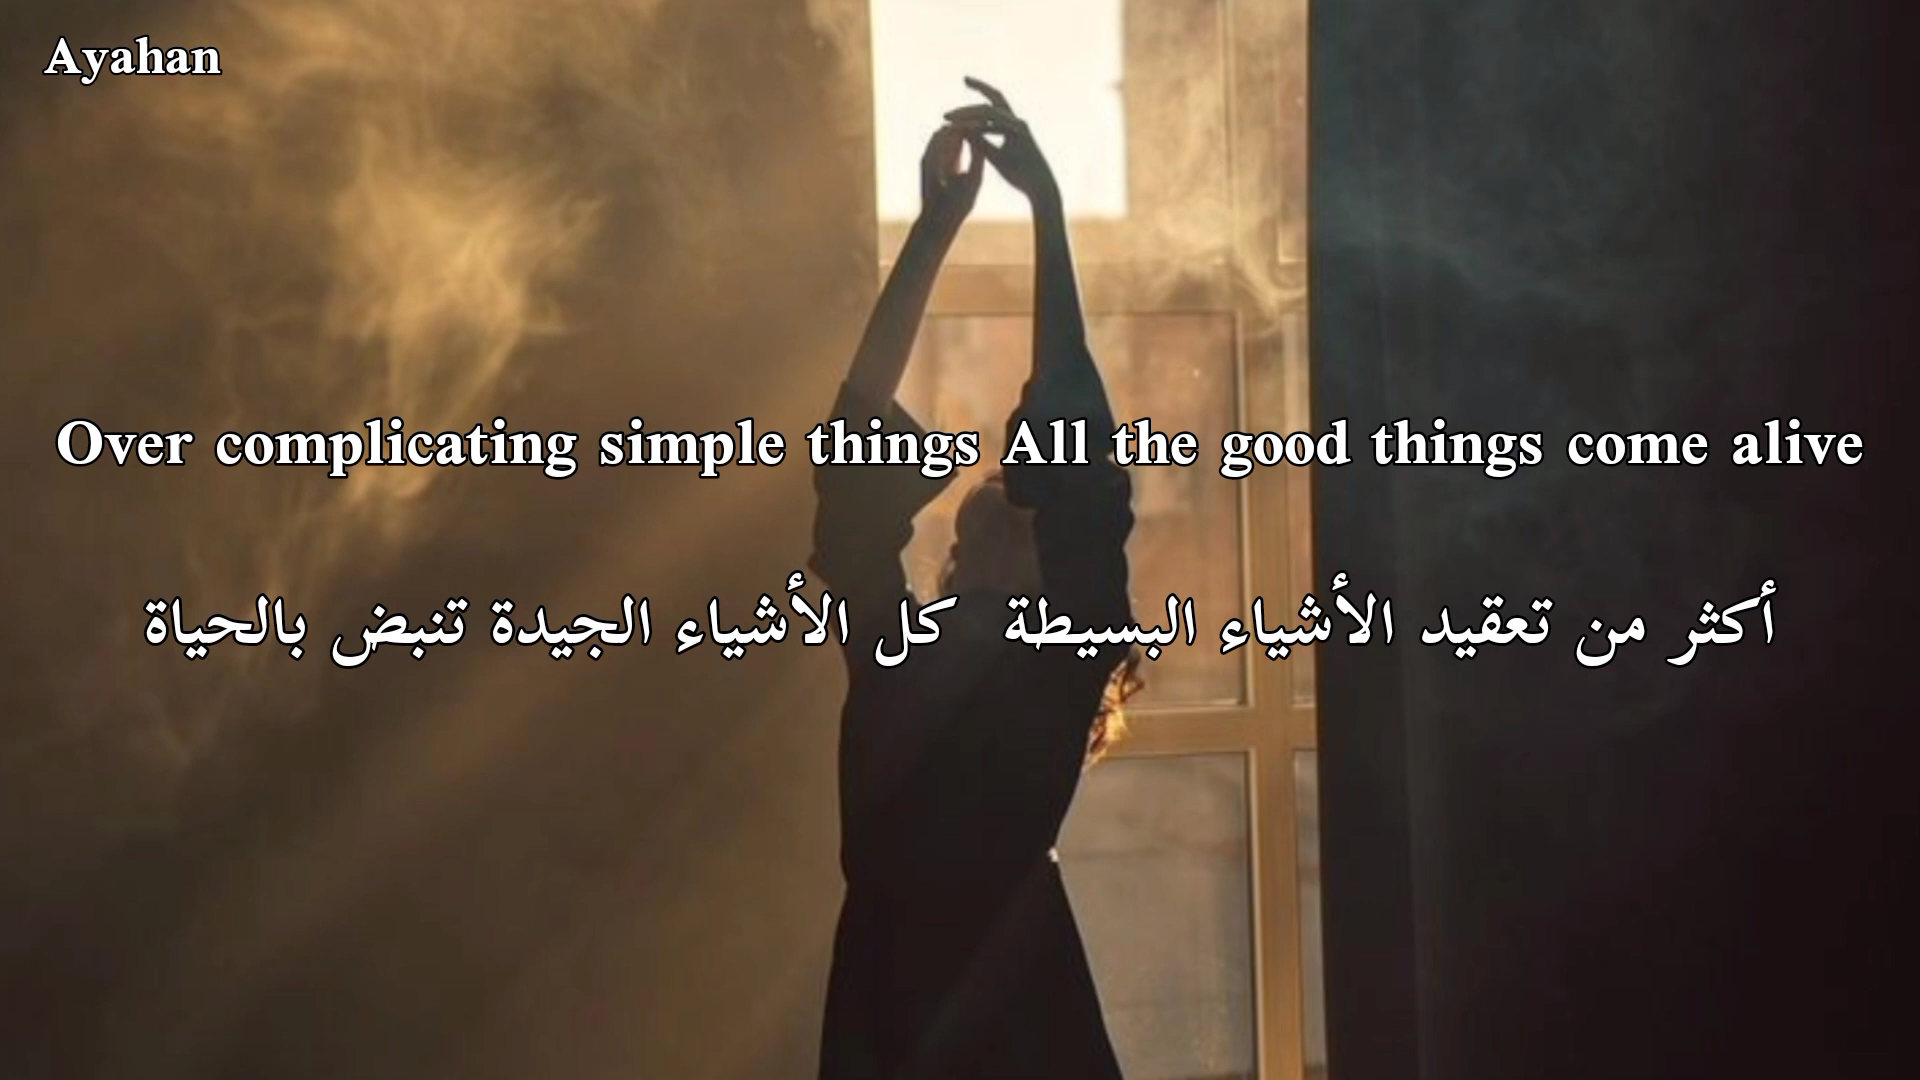 Ayahan
Over complicating simple things All the good things come alive
أكثر من تعقيد الأشياء البسيطة كل الأشياء الجيدة تنبض بالحياة